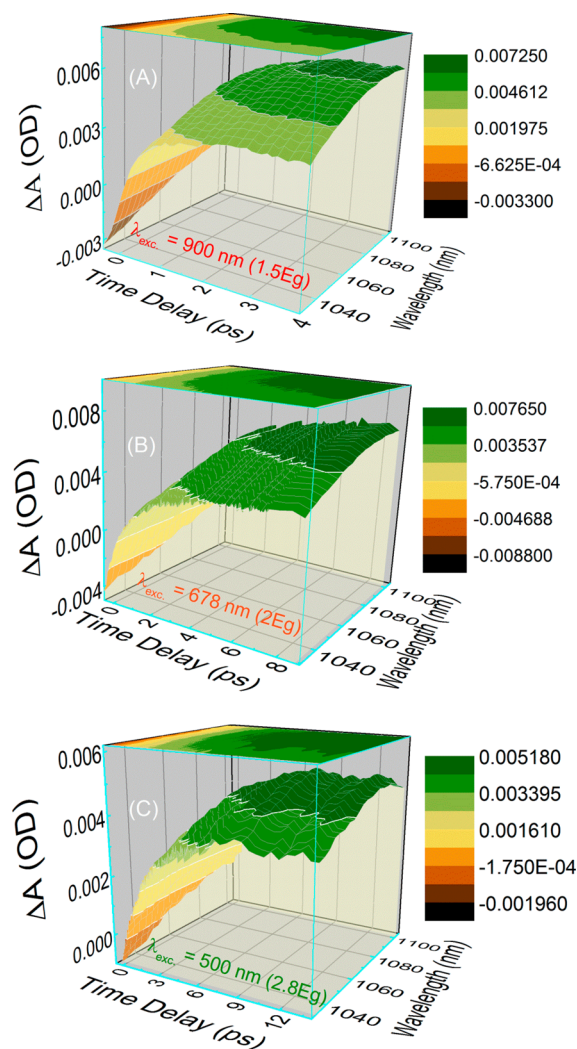 (A)
0.006
0.003
0.000
-0.003
ΔA (OD)
0
1
2
3
4
Time Delay (ps)
1040
1060
1080
1100
Wavelength (nm)
λexc. = 900 nm (1.5Eg)
0.007250
0.004612
0.001975
-6.625E-04
-0.003300
(B)
0.008
0.004
0.000
-0.004
ΔA (OD)
0
2
4
6
8
Time Delay (ps)
1040
1060
1080
1100
Wavelength (nm)
λexc. = 678 nm (2Eg)
0.007650
0.003537
-5.750E-04
-0.004688
-0.008800
(C)
0.006
0.004
0.002
0.000
ΔA (OD)
0
3
6
9
12
Time Delay (ps)
1040
1060
1080
1100
Wavelength (nm)
λexc. = 500 nm (2.8Eg)
0.005180
0.003395
0.001610
-1.750E-04
-0.001960